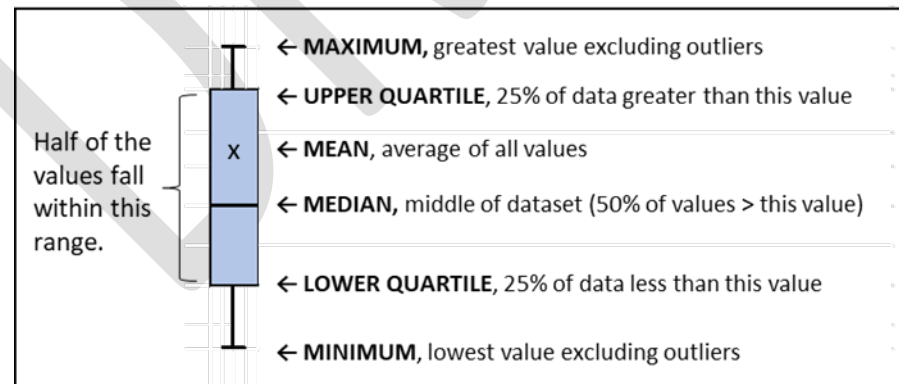 ← MAXIMUM, greatest value excluding outliers
← UPPER QUARTILE, 25% of data greater than this value
Half of the
values fall
within this
range.
X
← MEAN, average of all values
← MEDIAN, middle of dataset (50% of values > this value)
← LOWER QUARTILE, 25% of data less than this value
← MINIMUM, lowest value excluding outliers